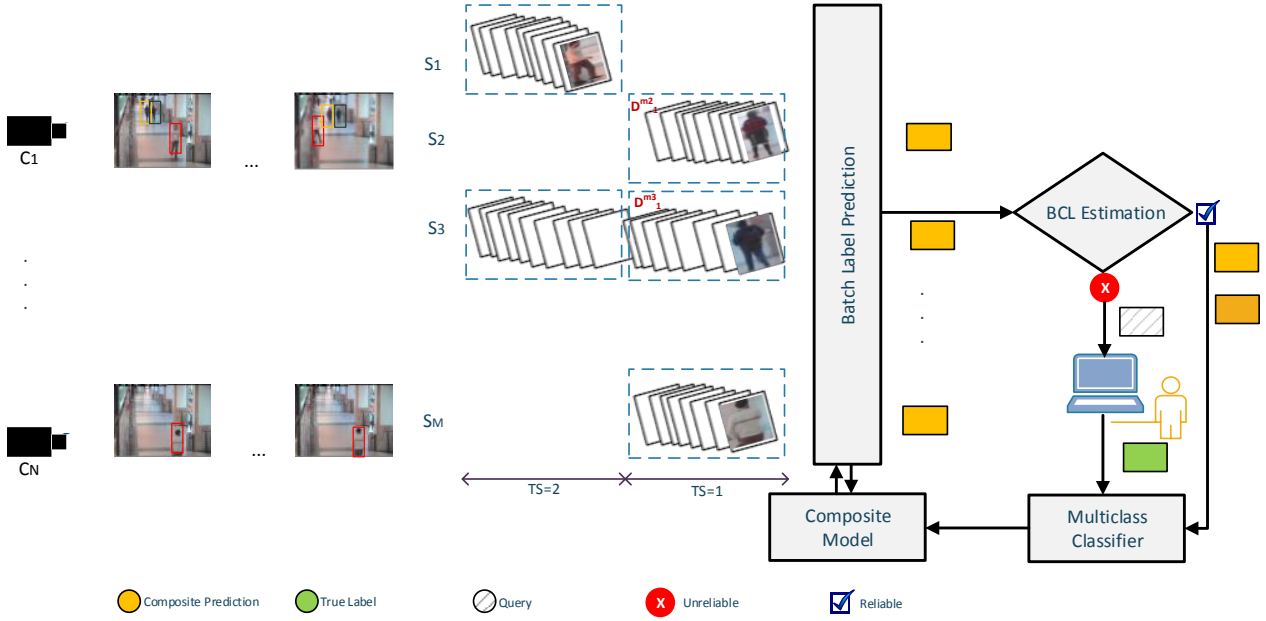 S1
D^m2_1
C1
...
S2
Batch Label Prediction
D^m3_1
S3
BCL Estimation
.
.
.
.
.
.
X
SM
CN
...
TS=2
TS=1
Composite
Model
Multiclass
Classifier
Composite Prediction
True Label
Query
X
Unreliable
Reliable